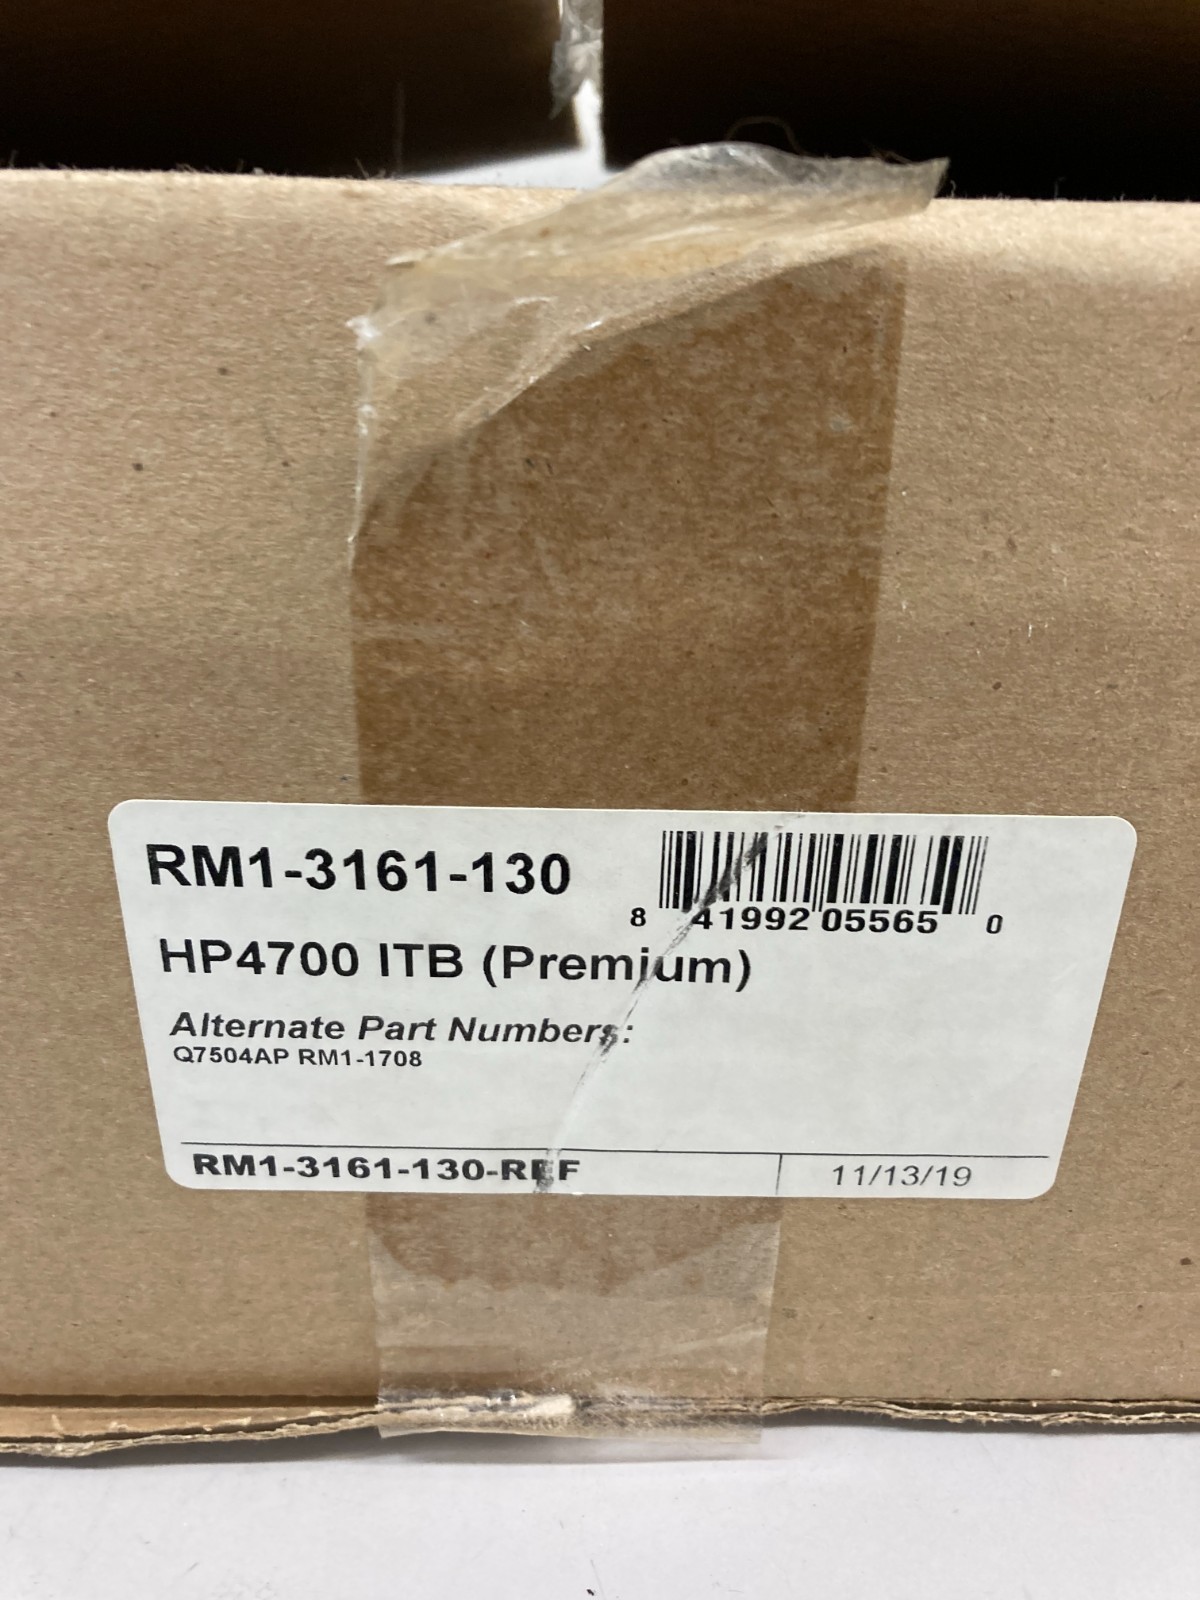 RM1-3161-130
8 41992 05565 0
HP4700 ITB (Premium)
Alternate Part Numbers:
Q7504AP RM1-1708
RM1-3161-130-REF
11/13/19